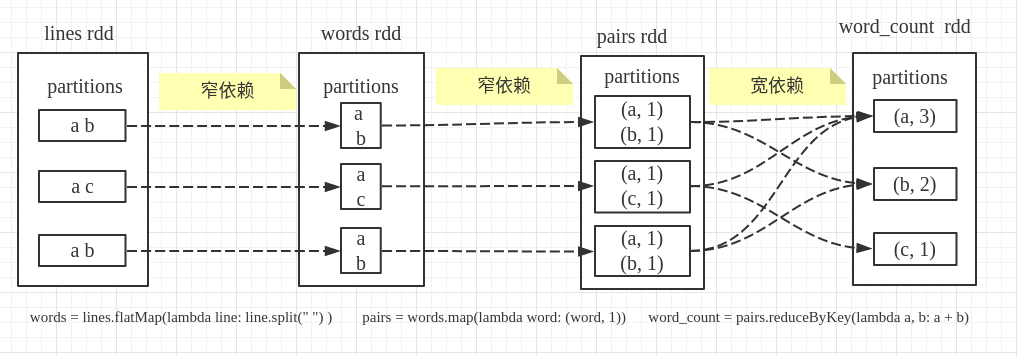 lines rdd
partitions
a b
a c
a b
窄依赖
words rdd
partitions
a
b
a
c
a
b
窄依赖
pairs rdd
partitions
(a, 1)
(b, 1)
(a, 1)
(c, 1)
(a, 1)
(b, 1)
宽依赖
word_count  rdd
partitions
(a, 3)
(b, 2)
(c, 1)
words = lines.flatMap(lambda line: line.split(" ") )
pairs = words.map(lambda word: (word, 1))
word_count = pairs.reduceByKey(lambda a, b: a + b)